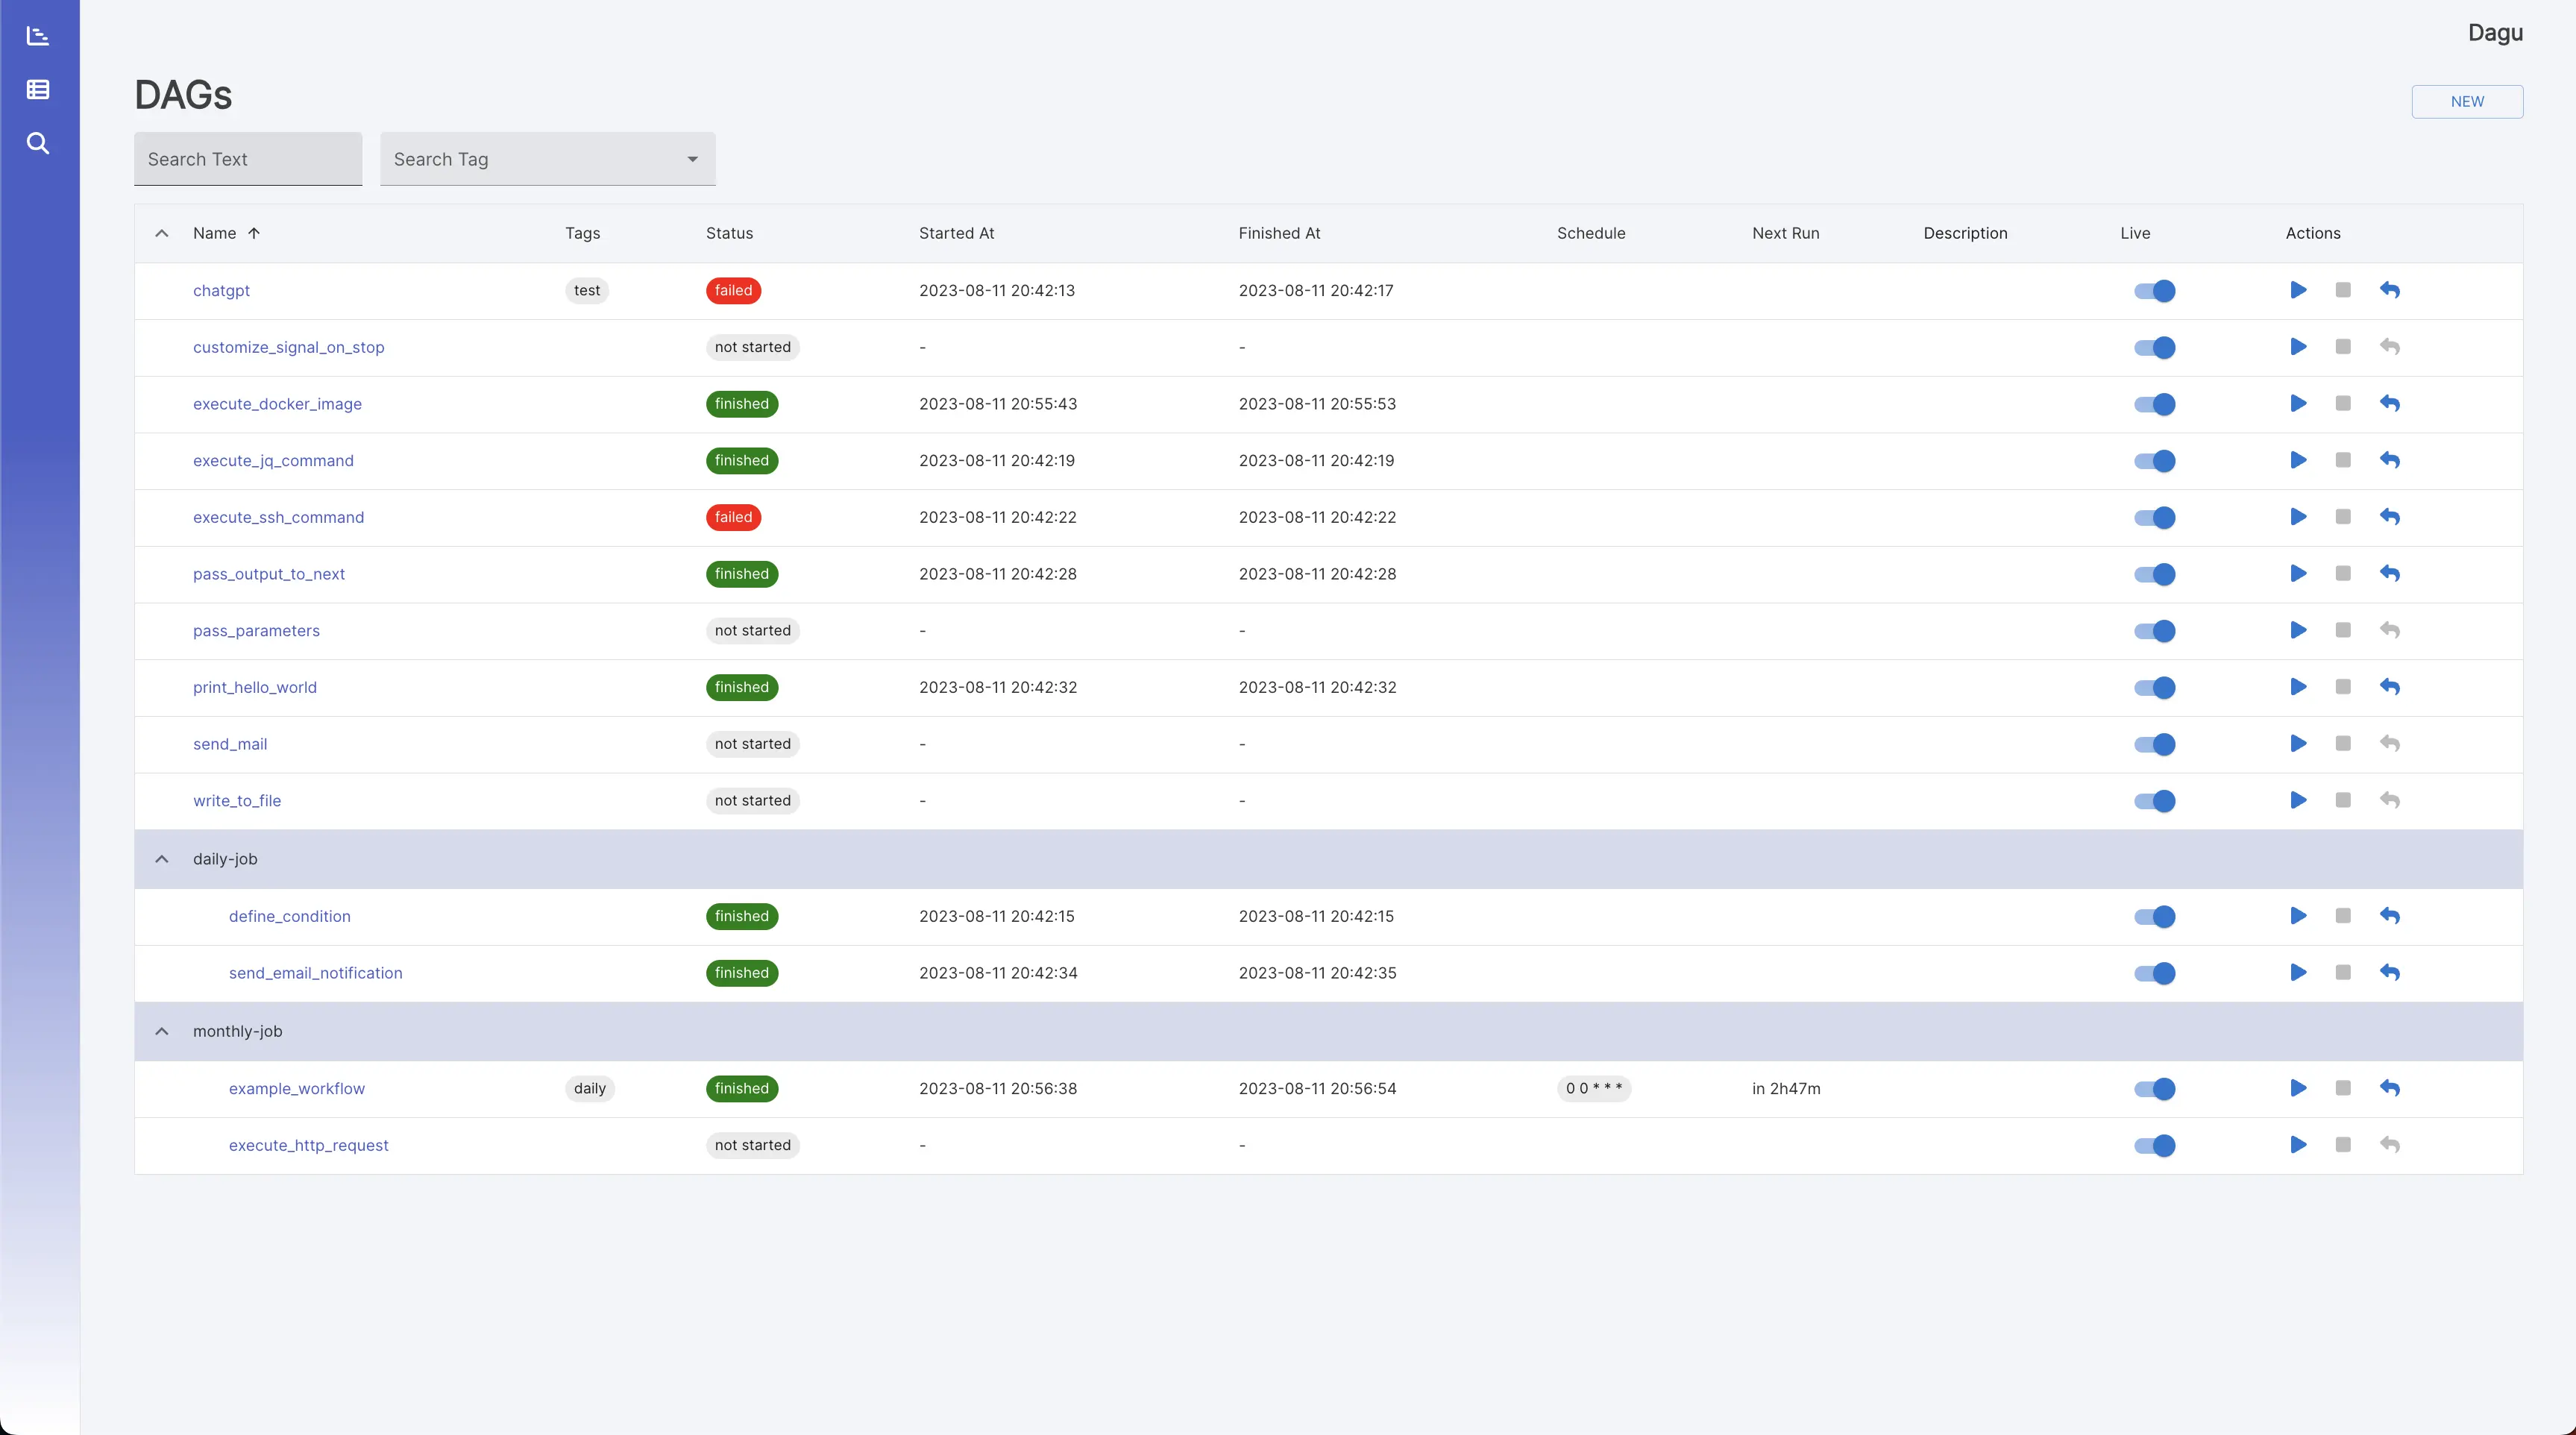 Dagu
DAGs
NEW
Search Text Search Tag
Name Tags Status Started At Finished At Schedule Next Run Description Live Actions
chatgpt test failed 2023-08-11 20:42:13 2023-08-11 20:42:17
customize_signal_on_stop not started - -
execute_docker_image finished 2023-08-11 20:55:43 2023-08-11 20:55:53
execute_jq_command finished 2023-08-11 20:42:19 2023-08-11 20:42:19
execute_ssh_command failed 2023-08-11 20:42:22 2023-08-11 20:42:22
pass_output_to_next finished 2023-08-11 20:42:28 2023-08-11 20:42:28
pass_parameters not started - -
print_hello_world finished 2023-08-11 20:42:32 2023-08-11 20:42:32
send_mail not started - -
write_to_file not started - -
daily-job
define_condition finished 2023-08-11 20:42:15 2023-08-11 20:42:15
send_email_notification finished 2023-08-11 20:42:34 2023-08-11 20:42:35
monthly-job
example_workflow daily finished 2023-08-11 20:56:38 2023-08-11 20:56:54 0 0 * * * in 2h47m
execute_http_request not started - -